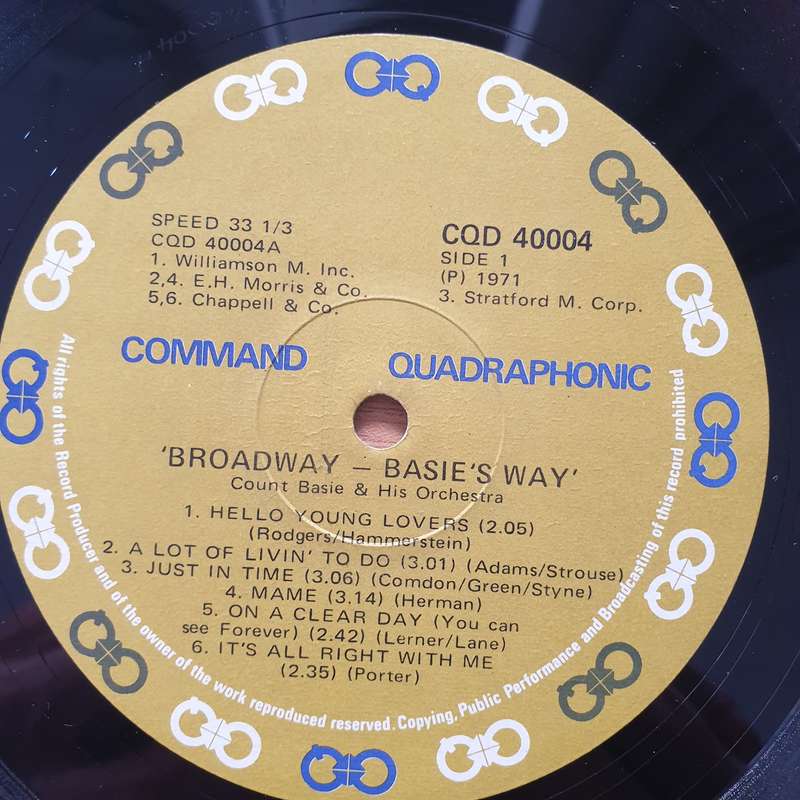 SPEED 33 1/3
CQD 40004A
1. Williamson M. Inc.
2,4. E.H. Morris & Co.
5,6. Chappell & Co.
CQD 40004
SIDE 1
(P) 1971
3. Stratford M. Corp.
COMMAND QUADRAPHONIC
'BROADWAY – BASIE'S WAY'
Count Basie & His Orchestra
1. HELLO YOUNG LOVERS (2.05)
(Rodgers/Hammerstein)
2. A LOT OF LIVIN' TO DO (3.01) (Adams/Strouse)
3. JUST IN TIME (3.06) (Comdon/Green/Styne)
4. MAME (3.14) (Herman)
5. ON A CLEAR DAY (You can
see Forever) (2.42) (Lerner/Lane)
6. IT'S ALL RIGHT WITH ME
(2.35) (Porter)
All rights of the Record Producer and of the owner of the work reproduced reserved. Copying, Public Performance and Broadcasting of this record prohibited